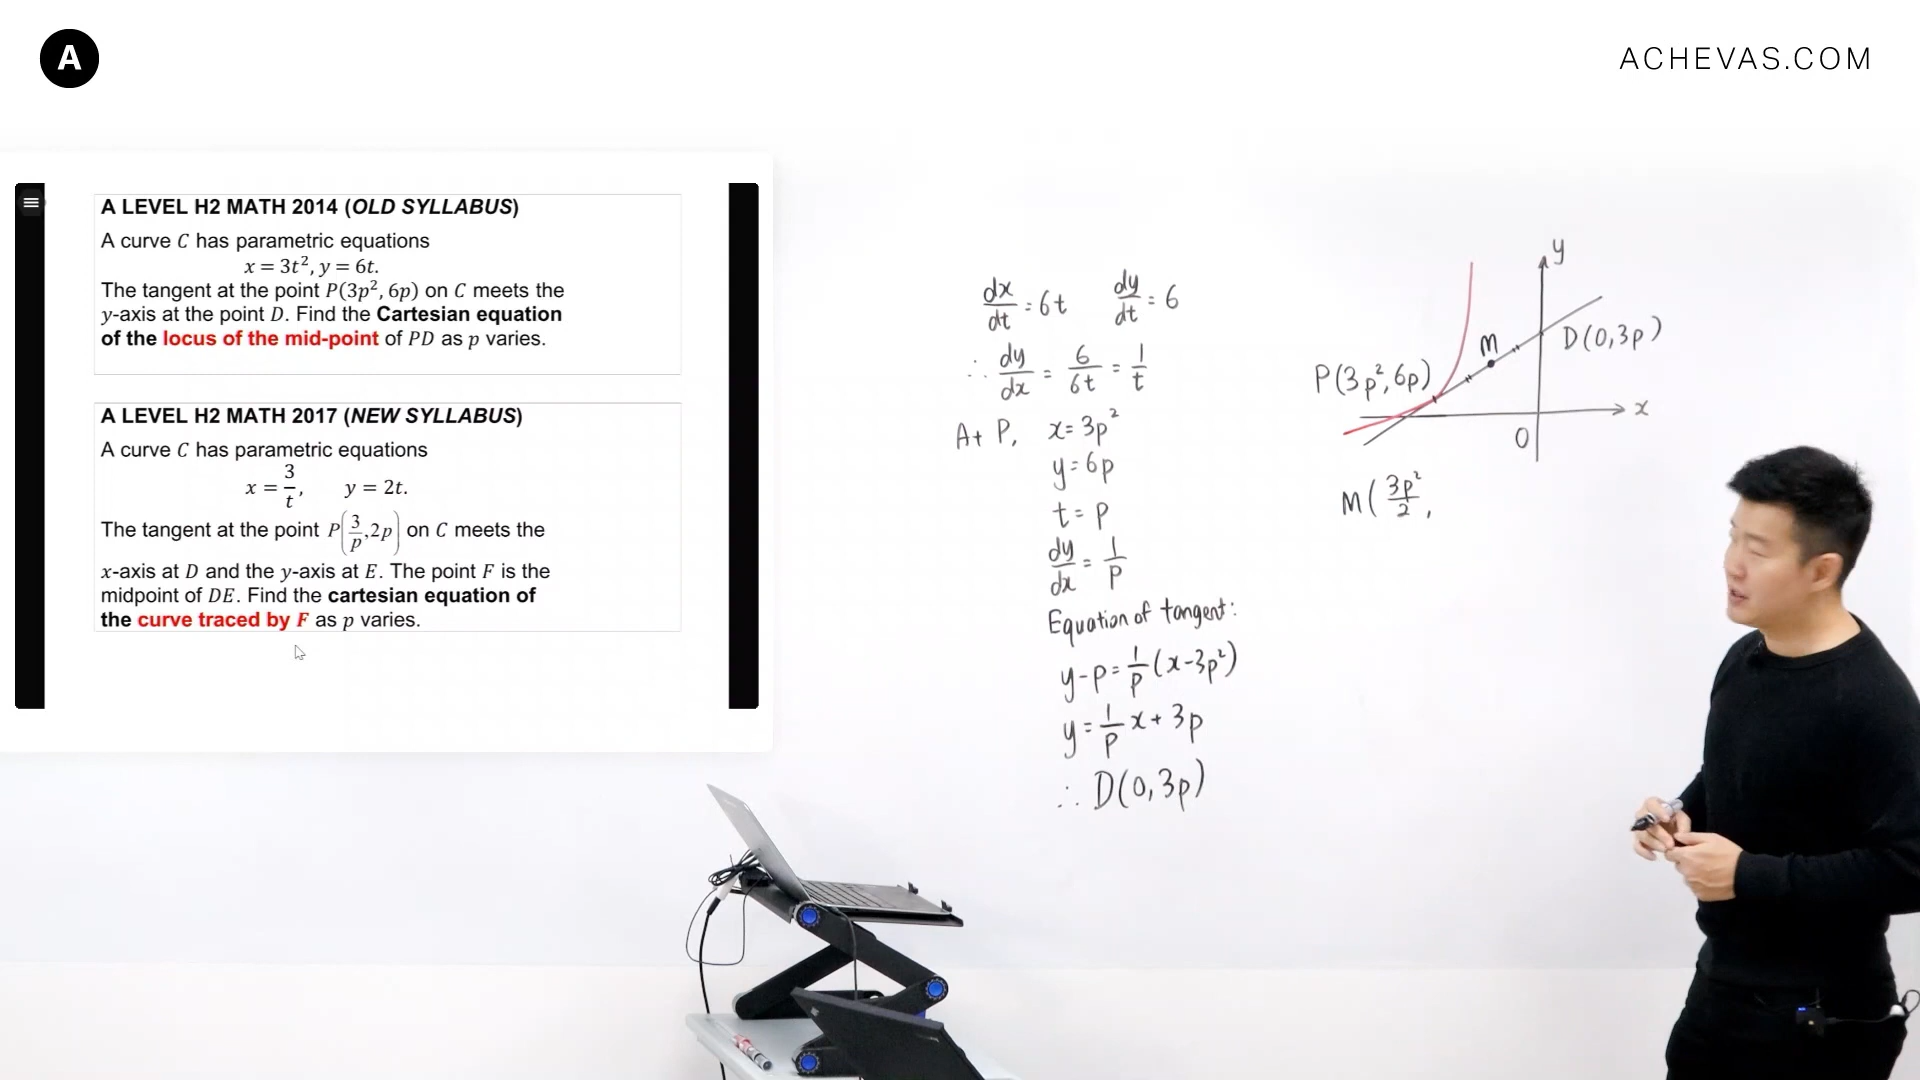 A
ACHEVAS.COM
A LEVEL H2 MATH 2014 (OLD SYLLABUS)
A curve C has parametric equations
x = 3t², y = 6t.
The tangent at the point P(3p², 6p) on C meets the
y-axis at the point D. Find the Cartesian equation
of the locus of the mid-point of PD as p varies.
A LEVEL H2 MATH 2017 (NEW SYLLABUS)
A curve C has parametric equations
x = 3/t, y = 2t.
The tangent at the point P(3/p, 2p) on C meets the
x-axis at D and the y-axis at E. The point F is the
midpoint of DE. Find the cartesian equation of
the curve traced by F as p varies.
dx/dt = 6t dy/dt = 6
∴ dy/dx = 6/6t = 1/t
At P, x = 3p²
y = 6p
t = p
dy/dx = 1/p
Equation of tangent:
y-p = 1/p (x-3p²)
y = 1/p x + 3p
∴ D(0, 3p)
y
M
D(0, 3p)
P(3p², 6p)
x
O
M(3p²/2,